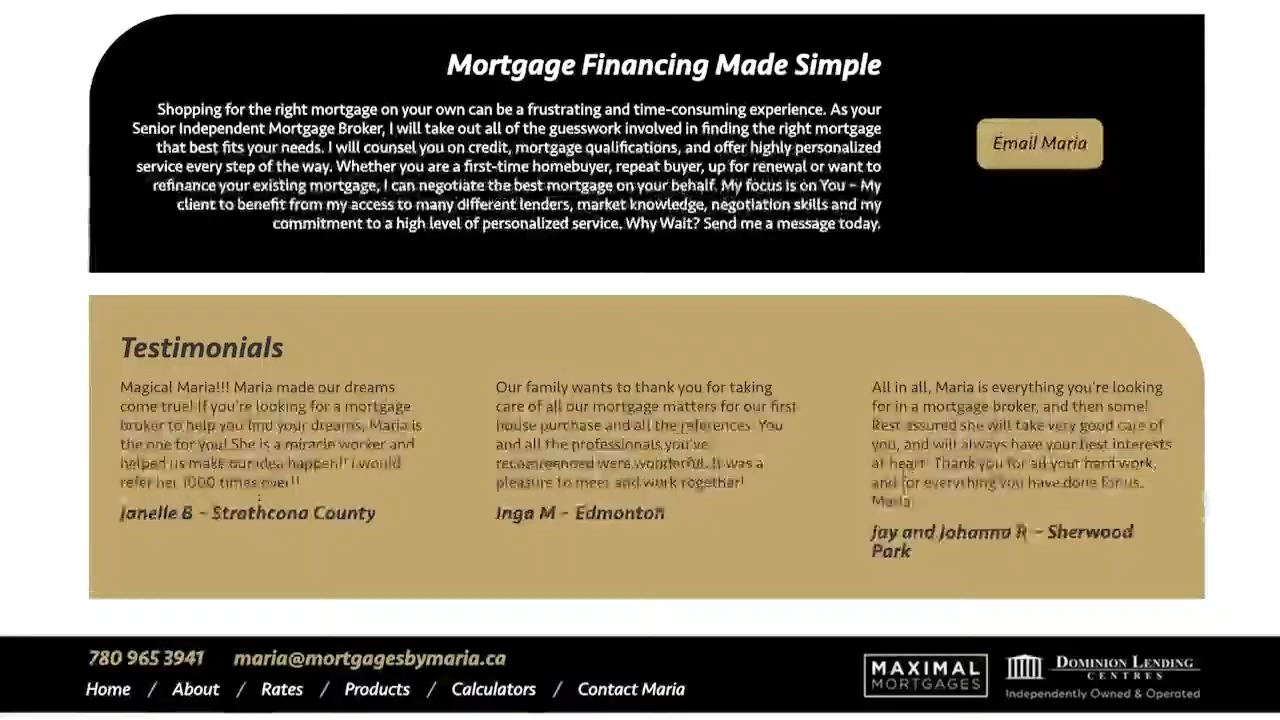 Mortgage Financing Made Simple
Shopping for the right mortgage on your own can be a frustrating and time-consuming experience. As your
Senior Independent Mortgage Broker, I will take out all of the guesswork involved in finding the right mortgage
that best fits your needs. I will counsel you on credit, mortgage qualifications, and offer highly personalized
service every step of the way. Whether you are a first-time homebuyer, repeat buyer, up for renewal or want to
refinance your existing mortgage, I can negotiate the best mortgage on your behalf. My focus is on You – My
client to benefit from my access to many different lenders, market knowledge, negotiation skills and my
commitment to a high level of personalized service. Why Wait? Send me a message today.
Email Maria
Testimonials
Magical Maria!!! Maria made our dreams
come true! If you're looking for a mortgage
broker to help you find your dreams, Maria is
the one for you! She is a miracle worker and
helped us make our idea happen!! I would
refer her 1000 times over!!
Janelle B – Strathcona County
Our family wants to thank you for taking
care of all our mortgage matters for our first
house purchase and all the references. You
and all the professionals you've
recommended were wonderful. It was a
pleasure to meet and work together!
Inga M – Edmonton
All in all, Maria is everything you're looking
for in a mortgage broker, and then some!
Rest assured she will take very good care of
you, and will always have your best interests
at heart. Thank you for all your hard work,
and for everything you have done for us,
Maria.
Jay and Johanna R – Sherwood
Park
780 965 3941 maria@mortgagesbymaria.ca
Home / About / Rates / Products / Calculators / Contact Maria
MAXIMAL
MORTGAGES
DOMINION LENDING
CENTRES
Independently Owned & Operated